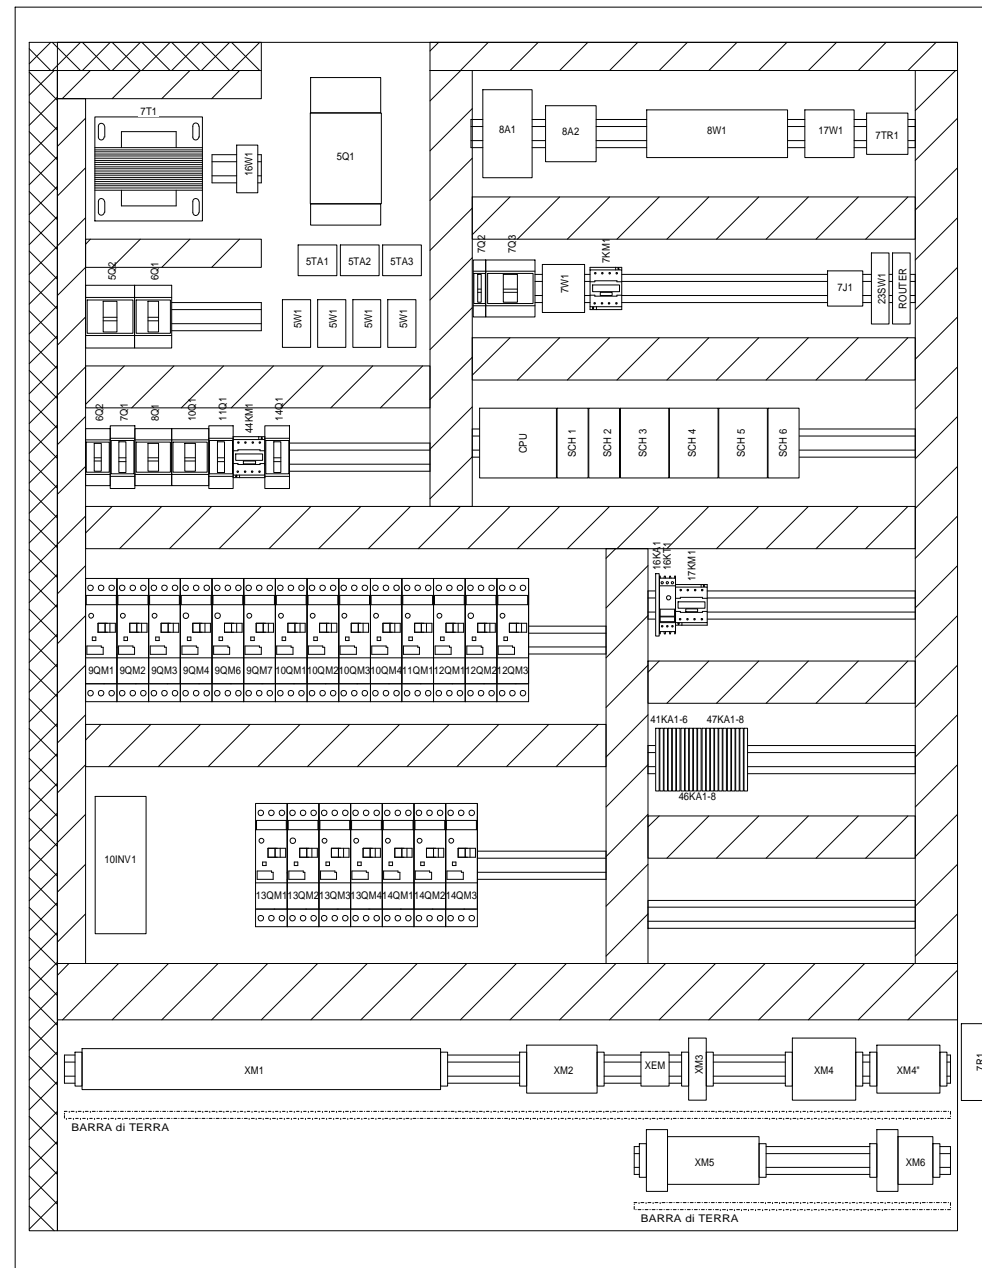 7T1
16W1
5Q1
8A1
8A2
8W1
17W1
7TR1
5Q2
6Q1
5TA1
5TA2
5TA3
5W1
5W1
5W1
5W1
7Q2
7Q3
7W1
7KM1
7J1
23SW1
ROUTER
6Q2
7Q1
8Q1
10Q1
11Q1
44KM1
14Q1
CPU
SCH 1
SCH 2
SCH 3
SCH 4
SCH 5
SCH 6
9QM1
9QM2
9QM3
9QM4
9QM6
9QM7
10QM1
10QM2
10QM3
10QM4
11QM1
12QM1
12QM2
12QM3
16KA1
16KT1
17KM1
41KA1-6
47KA1-8
46KA1-8
10INV1
13QM1
13QM2
13QM3
13QM4
14QM1
14QM2
14QM3
XM1
XM2
XEM
XM3
XM4
XM4"
7R1
BARRA di TERRA
XM5
XM6
BARRA di TERRA